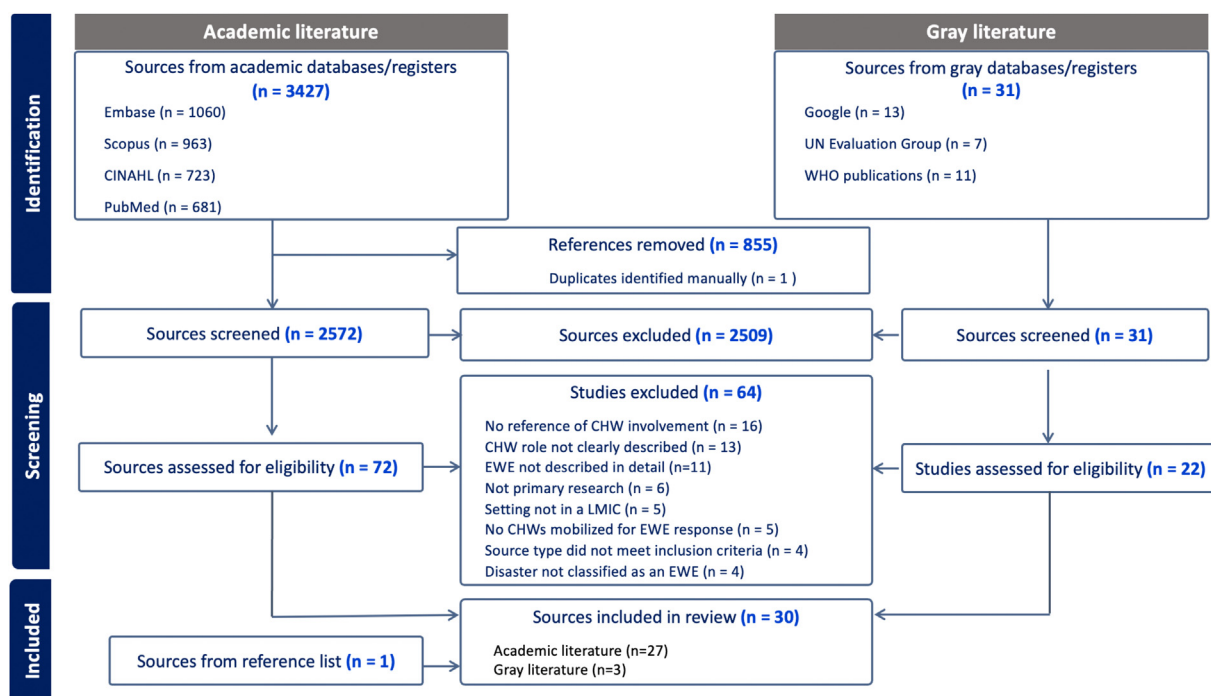 Academic literature
Gray literature
Identification
Sources from academic databases/registers
(n = 3427)
Embase (n = 1060)
Scopus (n = 963)
CINAHL (n = 723)
PubMed (n = 681)
Sources from gray databases/registers
(n = 31)
Google (n = 13)
UN Evaluation Group (n = 7)
WHO publications (n = 11)
References removed (n = 855)
Duplicates identified manually (n = 1 )
Screening
Sources screened (n = 2572)
Sources excluded (n = 2509)
Sources screened (n = 31)
Sources assessed for eligibility (n = 72)
Studies excluded (n = 64)
No reference of CHW involvement (n = 16)
CHW role not clearly described (n = 13)
EWE not described in detail (n=11)
Not primary research (n = 6)
Setting not in a LMIC (n = 5)
No CHWs mobilized for EWE response (n = 5)
Source type did not meet inclusion criteria (n = 4)
Disaster not classified as an EWE (n = 4)
Studies assessed for eligibility (n = 22)
Included
Sources included in review (n = 30)
Academic literature (n=27)
Gray literature (n=3)
Sources from reference list (n = 1)